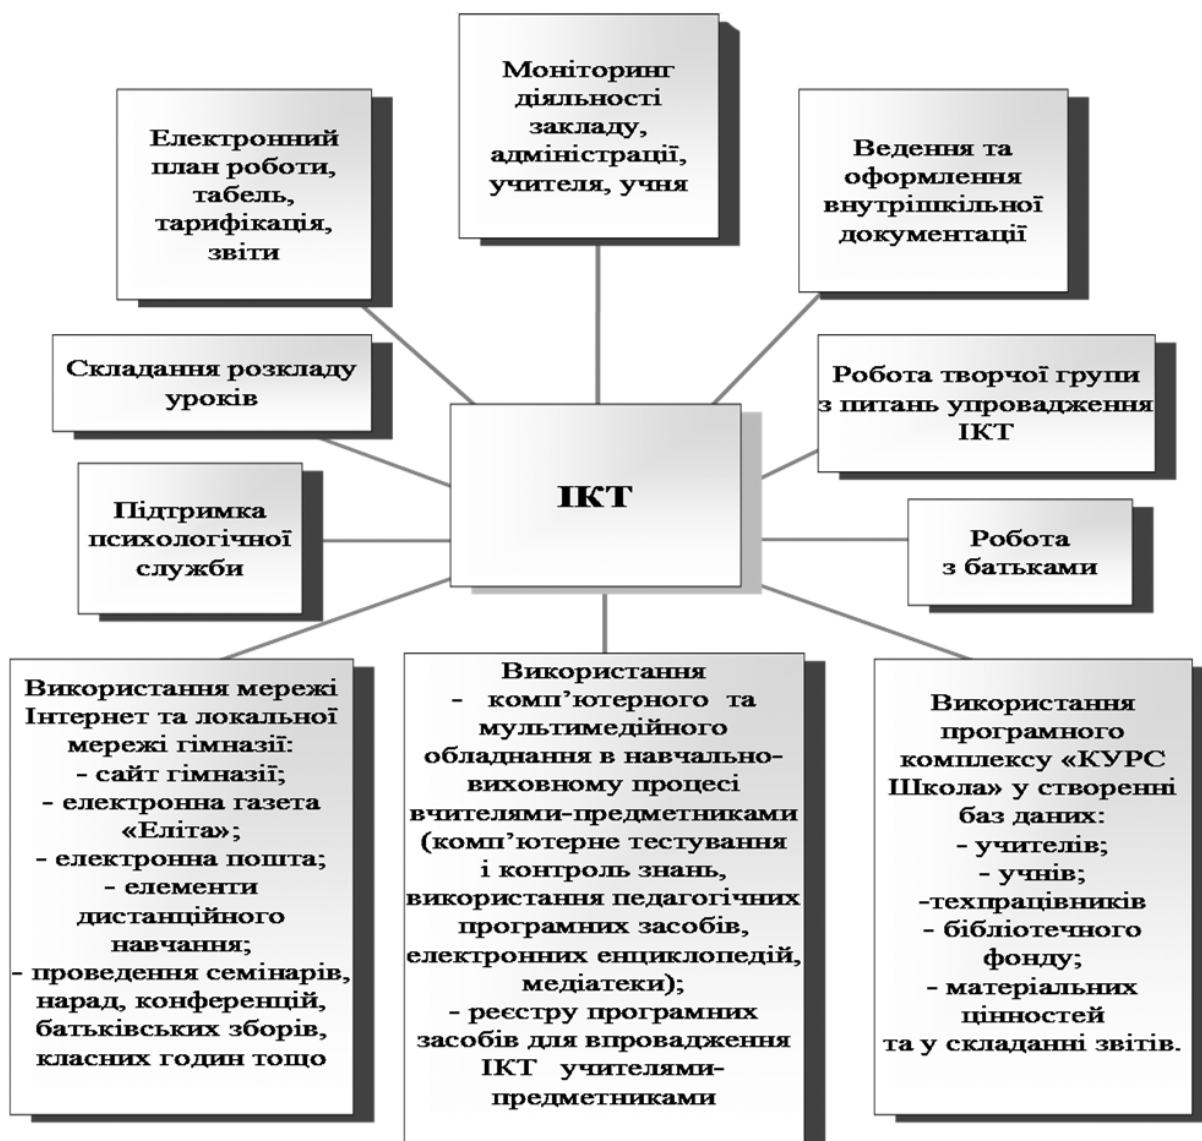 Моніторинг
діяльності
закладу,
адміністрації,
учителя, учня
Електронний
план роботи,
табель,
тарифікація,
звіти
Ведення та
оформлення
внутрішкільної
документації
Складання розкладу
уроків
Робота творчої групи
з питань упровадження
ІКТ
ІКТ
Підтримка
психологічної
служби
Робота
з батьками
Використання мережі
Інтернет та локальної
мережі гімназії:
- сайт гімназії;
- електронна газета
«Еліта»;
- електронна пошта;
- елементи
дистанційного
навчання;
- проведення семінарів,
нарад, конференцій,
батьківських зборів,
класних годин тощо
Використання
- комп’ютерного та
мультимедійного
обладнання в навчально-
виховному процесі
вчителями-предметниками
(комп’ютерне тестування
і контроль знань,
використання педагогічних
програмних засобів,
електронних енциклопедій,
медіатеки);
- реєстру програмних
засобів для впровадження
ІКТ учителями-
предметниками
Використання
програмного
комплексу «КУРС
Школа» у створенні
баз даних:
- учителів;
- учнів;
-техпрацівників
- бібліотечного
фонду;
- матеріальних
цінностей
та у складанні звітів.